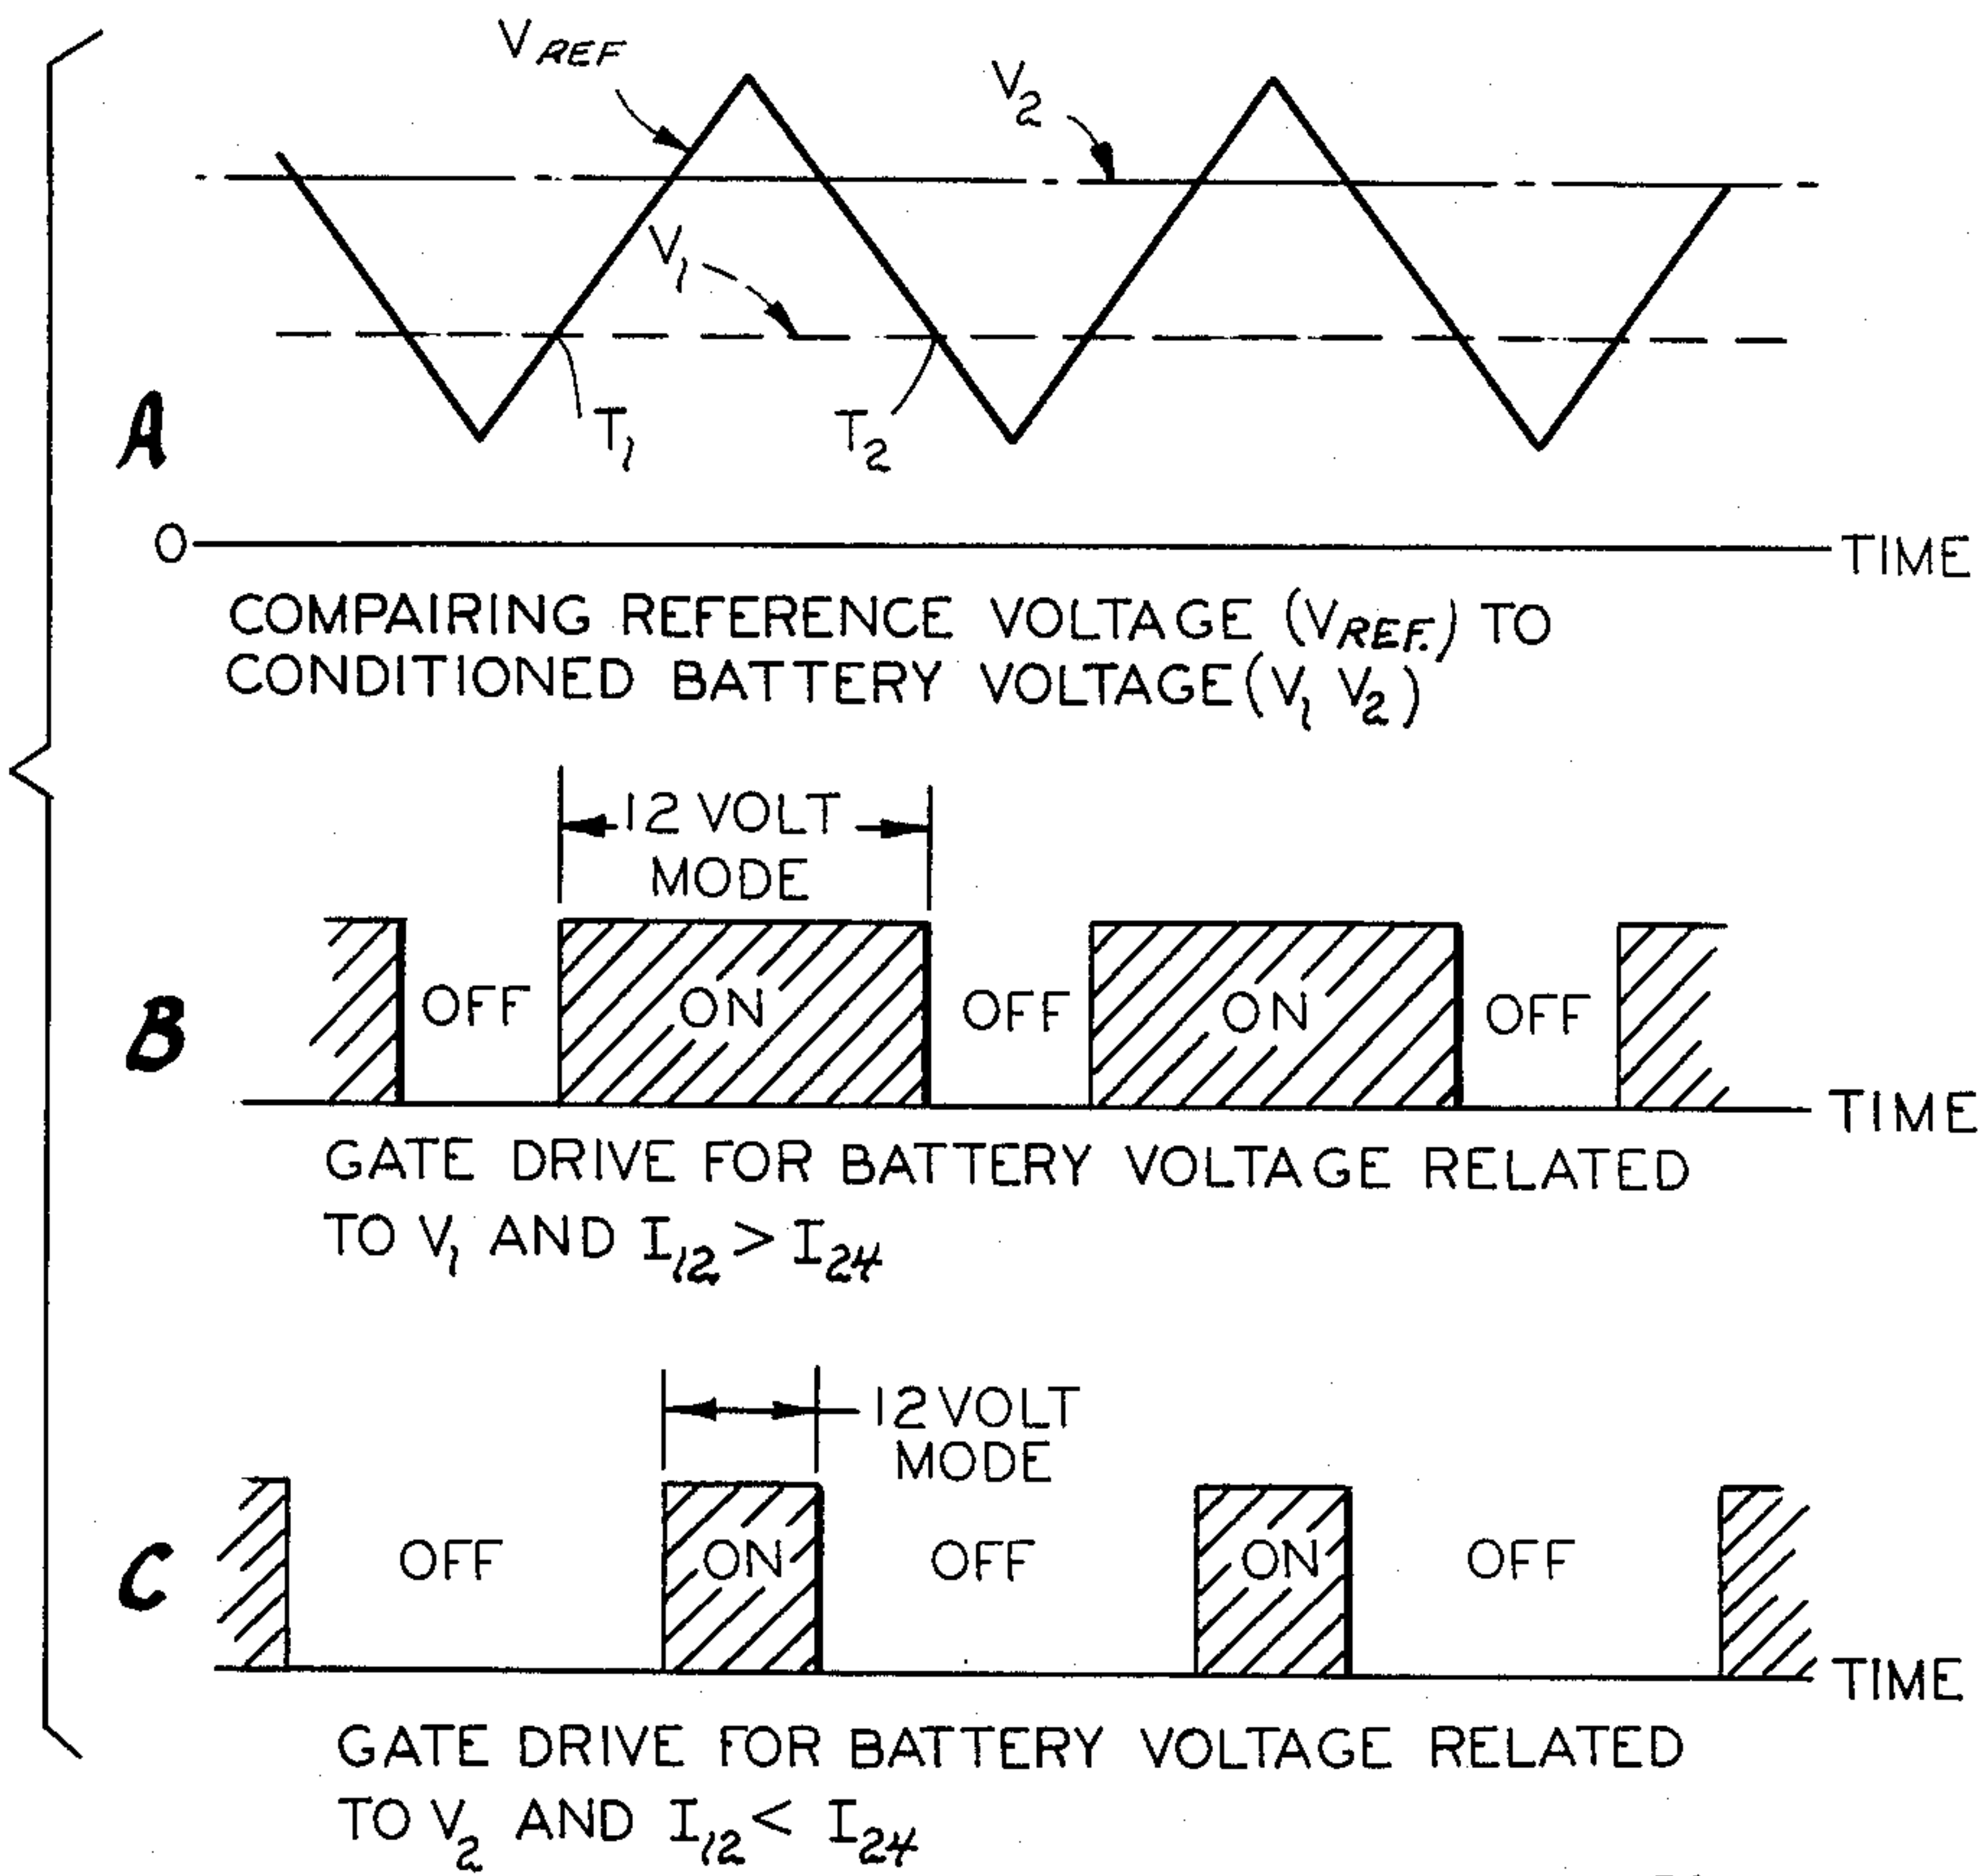 V REF
V2
V1
A
T1
T2
0
TIME
COMPAIRING REFERENCE VOLTAGE (VREF.) TO
CONDITIONED BATTERY VOLTAGE (V1 V2)
12 VOLT
MODE
B
OFF
ON
OFF
ON
OFF
TIME
GATE DRIVE FOR BATTERY VOLTAGE RELATED
TO V1 AND I12 > I24
12 VOLT
MODE
C
OFF
ON
OFF
ON
OFF
TIME
GATE DRIVE FOR BATTERY VOLTAGE RELATED
TO V2 AND I12 < I24